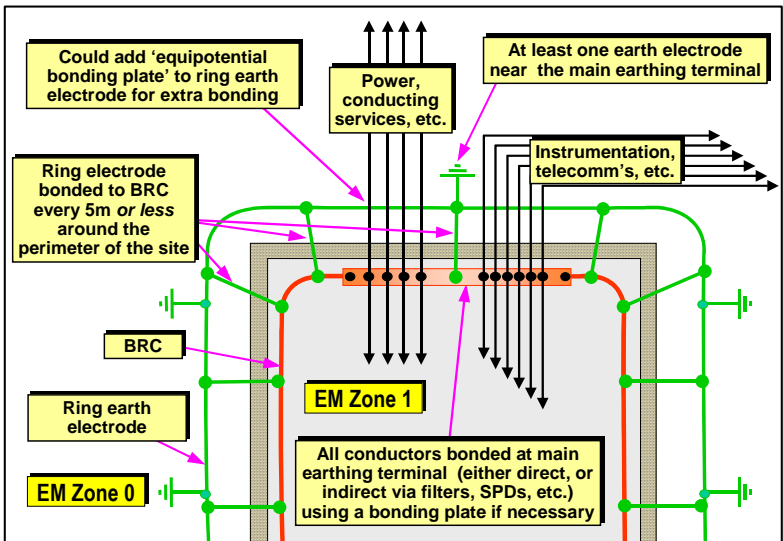 Could add ‘equipotential
bonding plate’ to ring earth
electrode for extra bonding
Power,
conducting
services, etc.
At least one earth electrode
near the main earthing terminal
Instrumentation,
telecomm’s, etc.
Ring electrode
bonded to BRC
every 5m or less
around the
perimeter of the
site
BRC
EM Zone 1
Ring earth
electrode
All conductors bonded at main
earthing terminal (either direct, or
indirect via filters, SPDs, etc.)
using a bonding plate if necessary
EM Zone 0